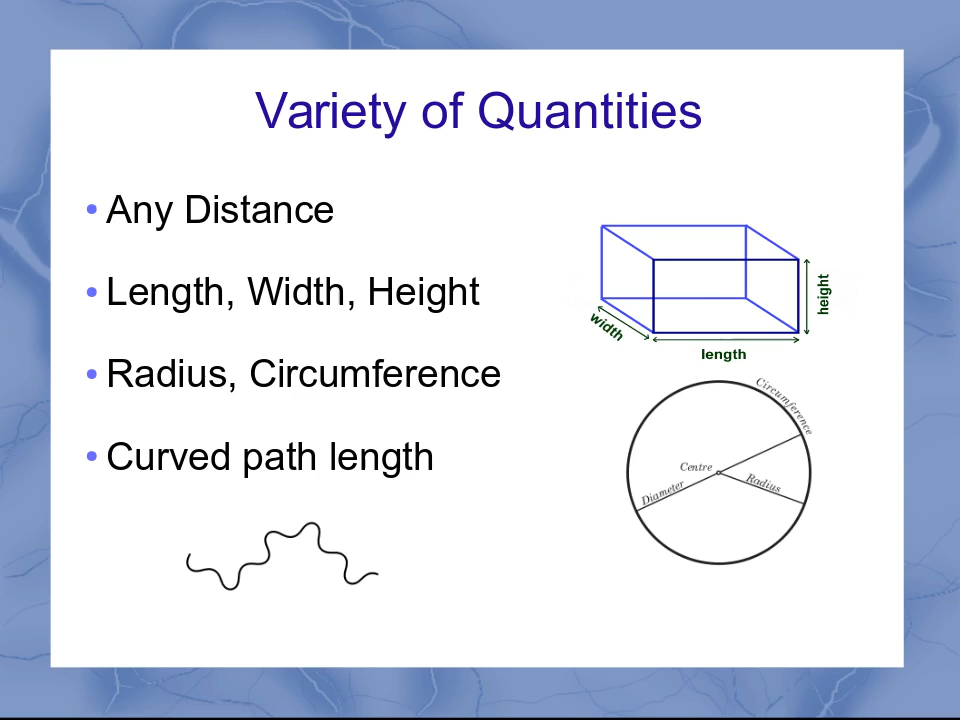 Variety of Quantities
• Any Distance
• Length, Width, Height
• Radius, Circumference
• Curved path length
height
width
length
Circumference
Centre
Radius
Diameter